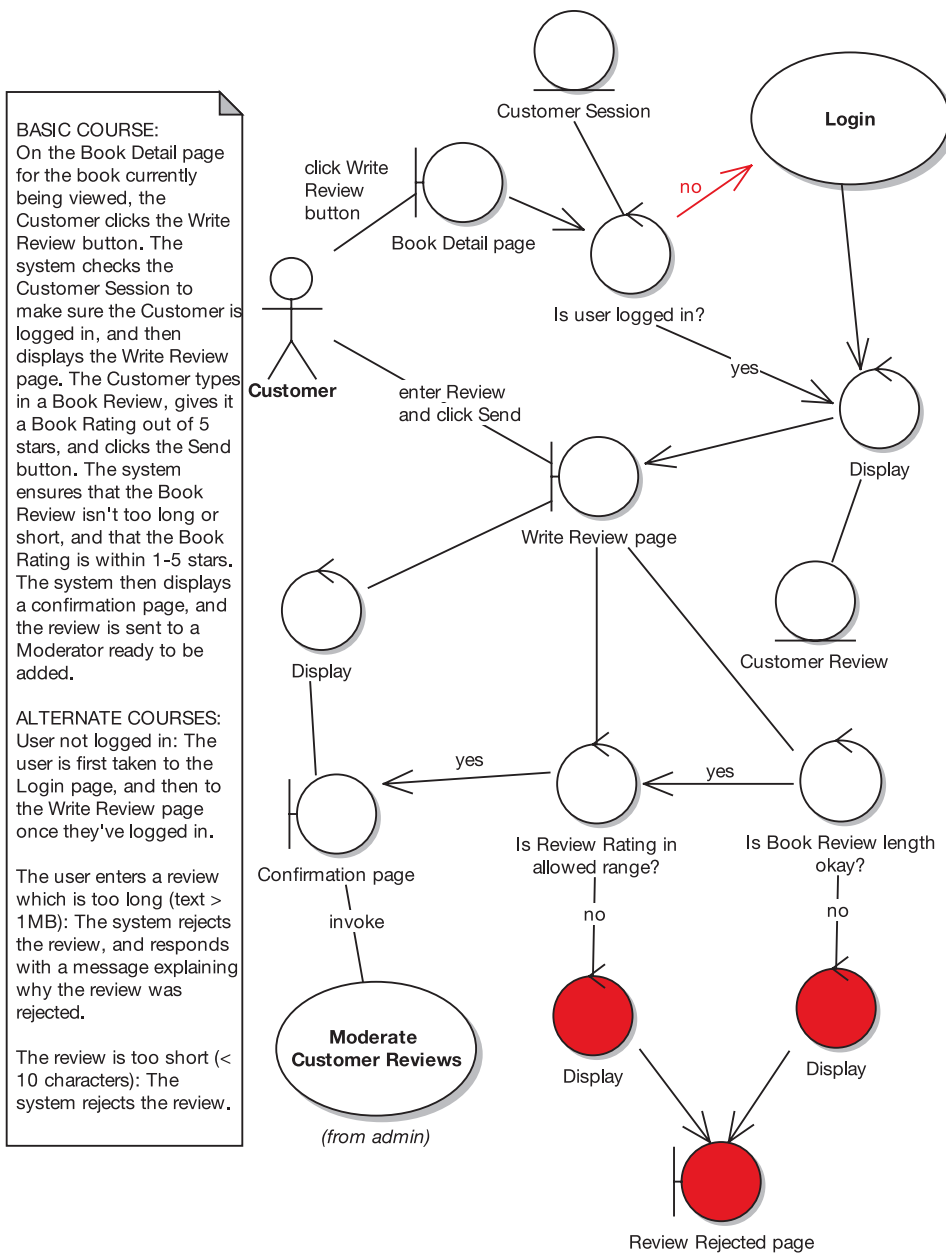 BASIC COURSE:
On the Book Detail page
for the book currently
being viewed, the
Customer clicks the Write
Review button. The
system checks the
Customer Session to
make sure the Customer is
logged in, and then
displays the Write Review
page. The Customer types
in a Book Review, gives it
a Book Rating out of 5
stars, and clicks the Send
button. The system
ensures that the Book
Review isn't too long or
short, and that the Book
Rating is within 1-5 stars.
The system then displays
a confirmation page, and
the review is sent to a
Moderator ready to be
added.
ALTERNATE COURSES:
User not logged in: The
user is first taken to the
Login page, and then to
the Write Review page
once they've logged in.
The user enters a review
which is too long (text >
1MB): The system rejects
the review, and responds
with a message explaining
why the review was
rejected.
The review is too short (<
10 characters): The
system rejects the review.
Customer Session
Login
click Write
Review
button
no
Book Detail page
Is user logged in?
yes
Customer
enter Review
and click Send
Display
Write Review page
Customer Review
Display
yes
yes
Is Review Rating in
allowed range?
Is Book Review length
okay?
Confirmation page
invoke
no
no
Moderate
Customer Reviews
(from admin)
Display
Display
Review Rejected page